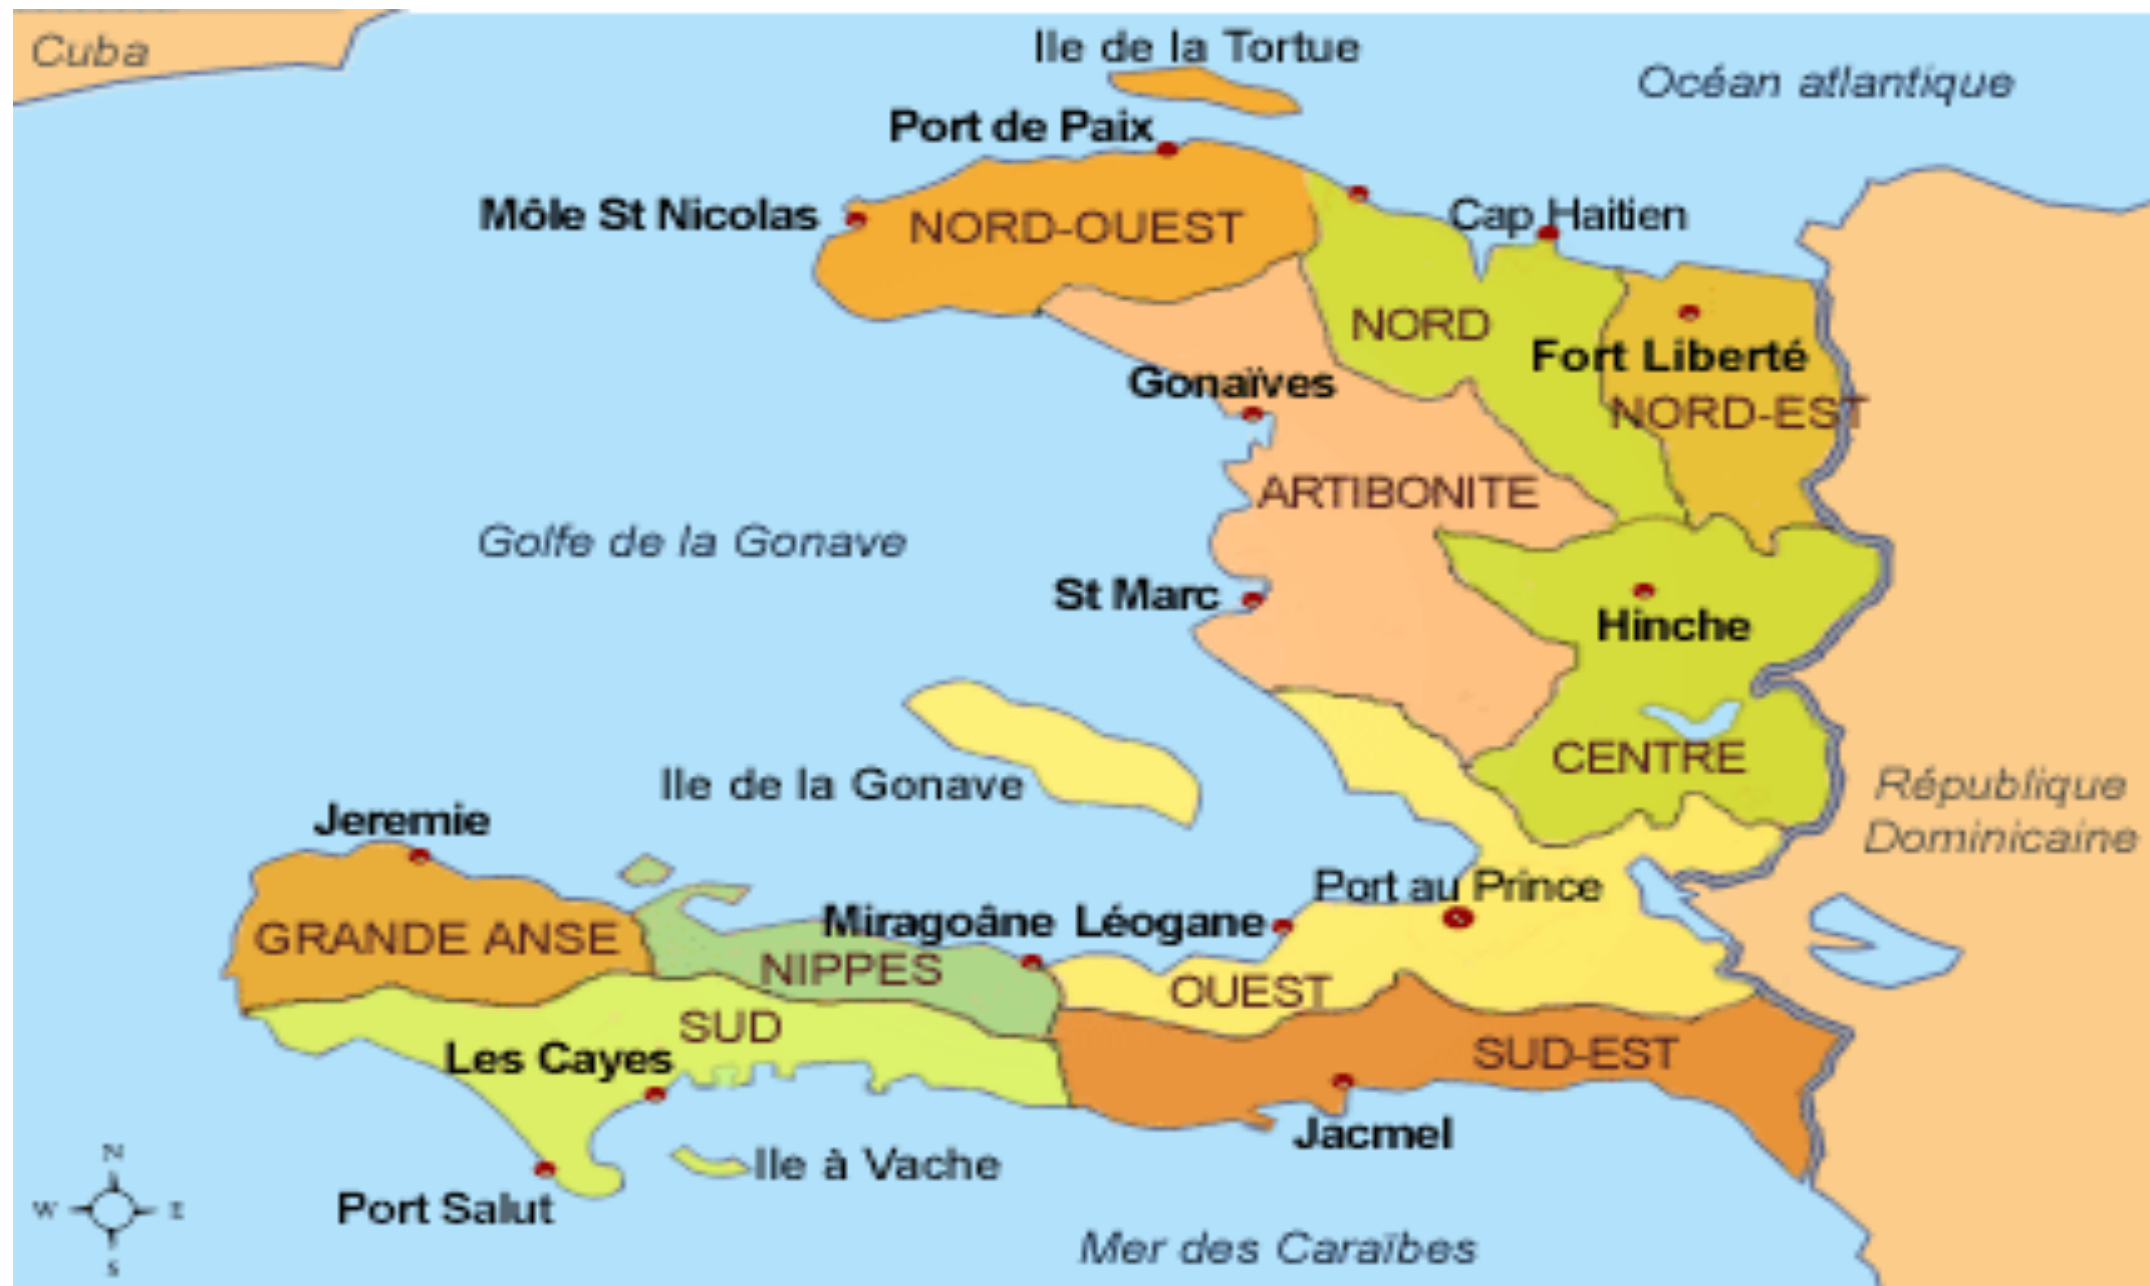 Cuba
Ile de la Tortue
Océan atlantique
Port de Paix
Môle St Nicolas
NORD-OUEST
Cap Haitien
NORD
Fort Liberté
NORD-EST
Gonaïves
ARTIBONITE
Golfe de la Gonave
St Marc
Hinche
CENTRE
Ile de la Gonave
République
Dominicaine
Jeremie
Port au Prince
GRANDE ANSE
Miragoâne
Léogane
NIPPES
OUEST
SUD
SUD-EST
Les Cayes
Jacmel
Ile à Vache
Port Salut
Mer des Caraïbes
N
W
E
S